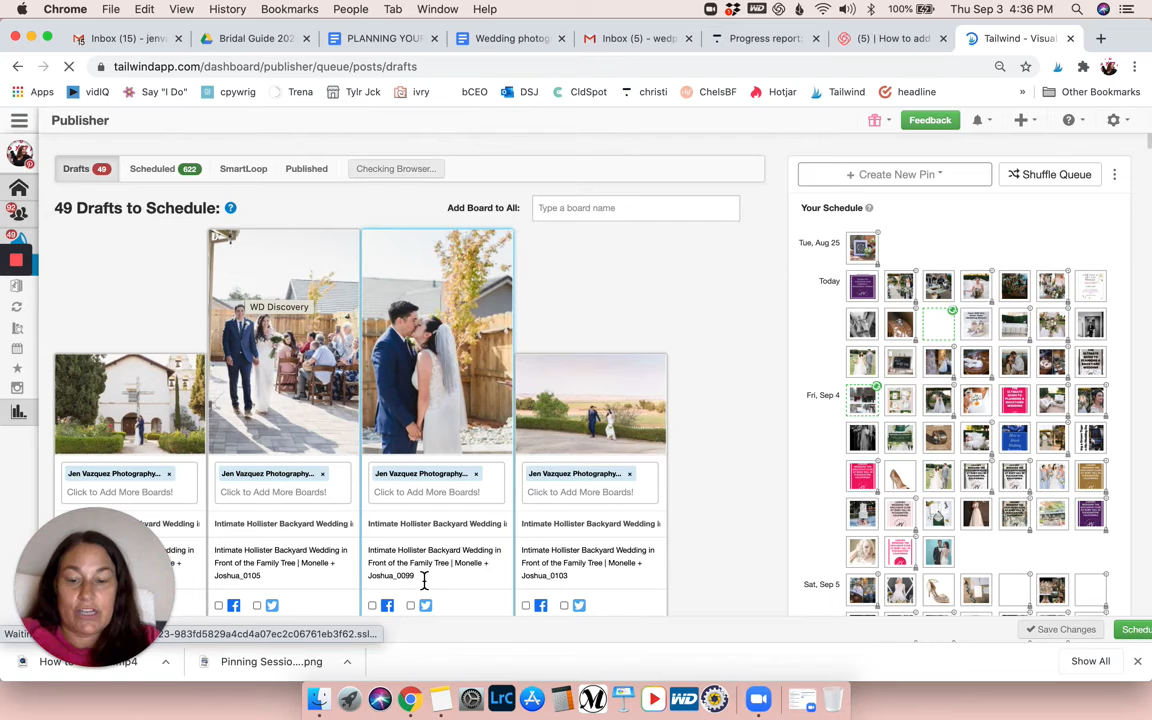 Chrome File Edit View History Bookmarks People Tab Window Help 100% Thu Sep 3 4:36 PM
Inbox (15) - jenv Bridal Guide 202 PLANNING YOUR Wedding photog Inbox (5) - wedp Progress report: (5) | How to add Tailwind - Visual
tailwindapp.com/dashboard/publisher/queue/posts/drafts
Apps vidIQ Say "I Do" cpywrig Trena Tylr Jck ivry bCEO DSJ CldSpot christi ChelsBF Hotjar Tailwind headline » Other Bookmarks
Publisher Feedback
Drafts 49 Scheduled 622 SmartLoop Published Checking Browser...
+ Create New Pin Shuffle Queue
49 Drafts to Schedule: Add Board to All: Type a board name
Your Schedule
Tue, Aug 25
Today
Fri, Sep 4
Sat, Sep 5
WD Discovery
Jen Vazquez Photography... × Jen Vazquez Photography... × Jen Vazquez Photography... × Jen Vazquez Photography... ×
Click to Add More Boards! Click to Add More Boards! Click to Add More Boards! Click to Add More Boards!
Intimate Hollister Backyard Wedding i Intimate Hollister Backyard Wedding i Intimate Hollister Backyard Wedding i
Intimate Hollister Backyard Wedding in Intimate Hollister Backyard Wedding in Intimate Hollister Backyard Wedding in
Front of the Family Tree | Monelle + Front of the Family Tree | Monelle + Front of the Family Tree | Monelle +
Joshua_0105 Joshua_0099 Joshua_0103
23-983fd5829a4cd4a07ec2c06761eb3f62.ssl...
Save Changes Schedu
Pinning Sessio....png Show All